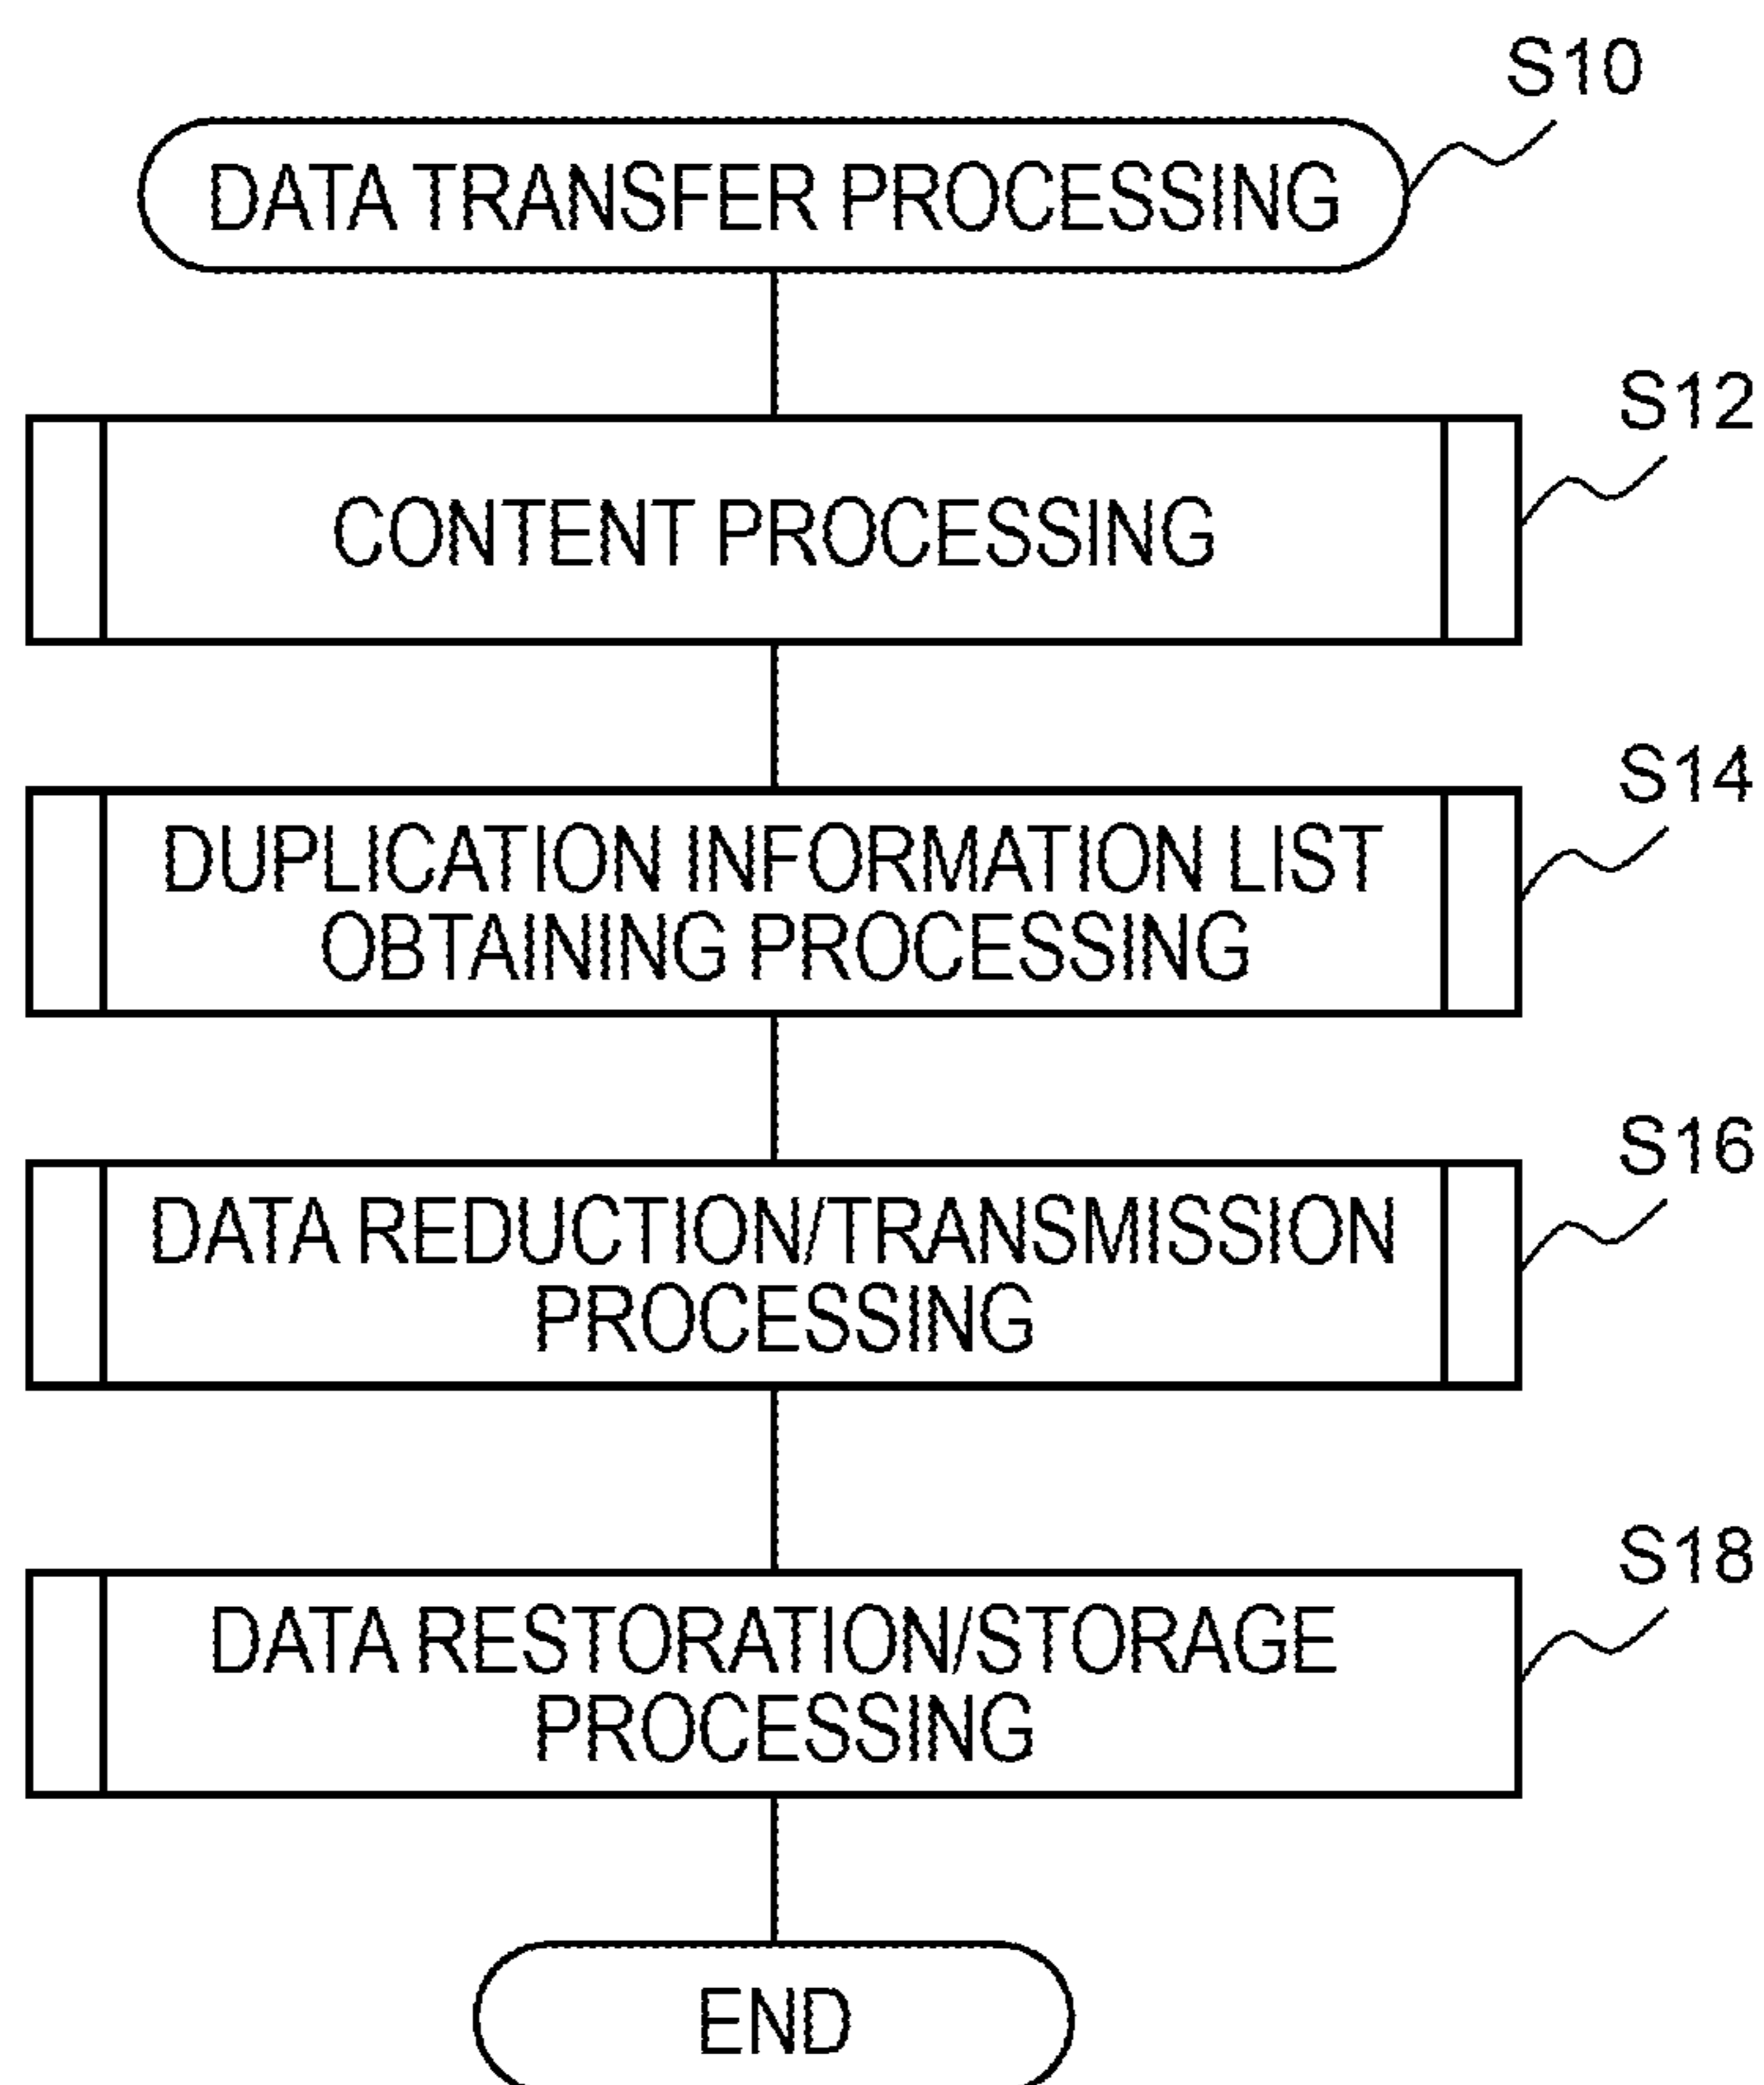 S10
DATA TRANSFER PROCESSING
S12
CONTENT PROCESSING
S14
DUPLICATION INFORMATION LIST
OBTAINING PROCESSING
S16
DATA REDUCTION/TRANSMISSION
PROCESSING
S18
DATA RESTORATION/STORAGE
PROCESSING
END